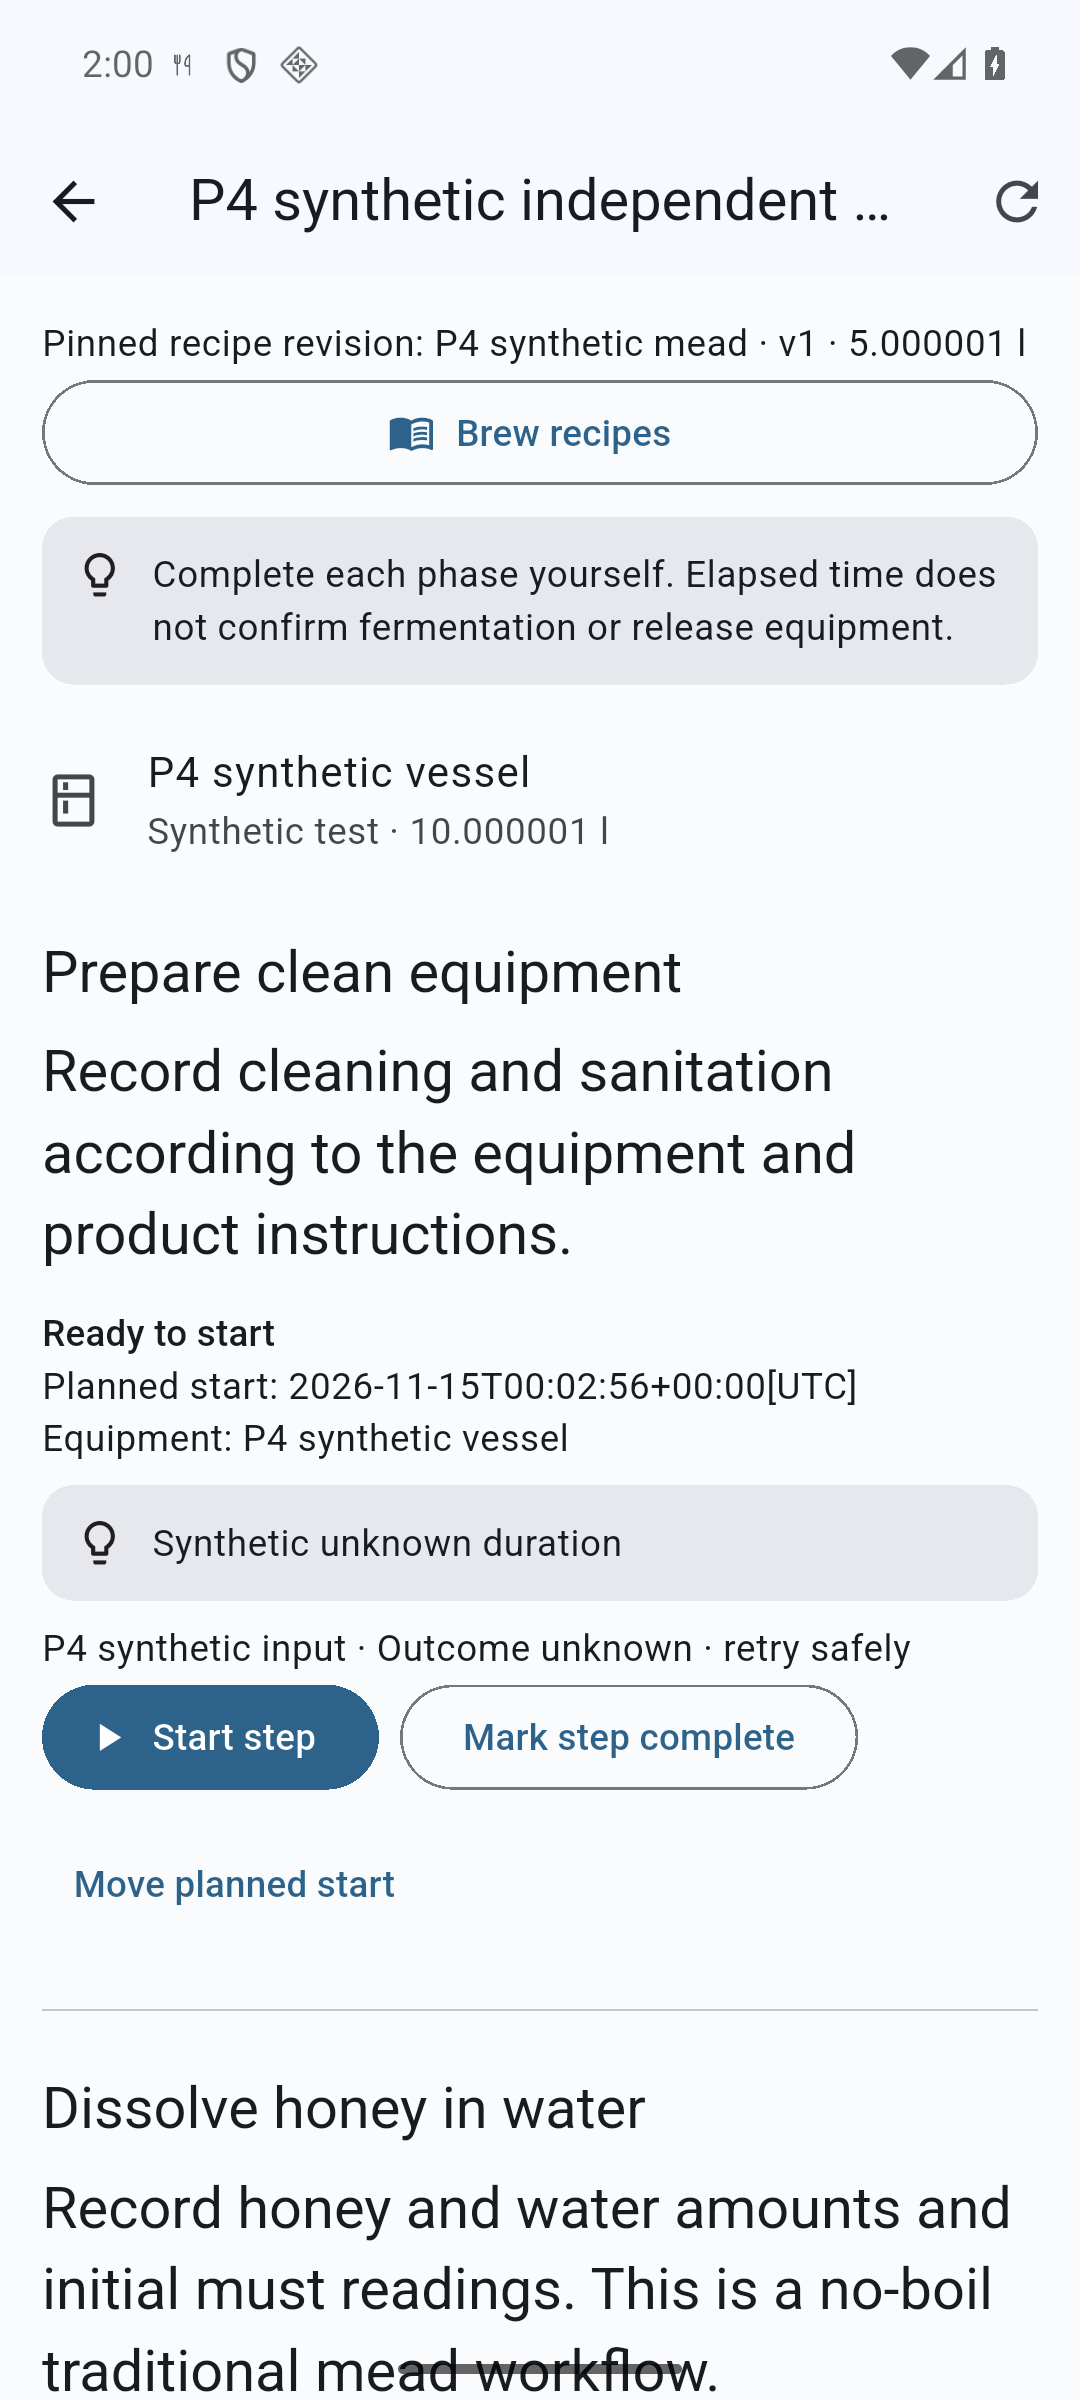 2:00
P4 synthetic independent ...
Pinned recipe revision: P4 synthetic mead · v1 · 5.000001 l
Brew recipes
Complete each phase yourself. Elapsed time does
not confirm fermentation or release equipment.
P4 synthetic vessel
Synthetic test · 10.000001 l
Prepare clean equipment
Record cleaning and sanitation
according to the equipment and
product instructions.
Ready to start
Planned start: 2026-11-15T00:02:56+00:00[UTC]
Equipment: P4 synthetic vessel
Synthetic unknown duration
P4 synthetic input · Outcome unknown · retry safely
Start step
Mark step complete
Move planned start
Dissolve honey in water
Record honey and water amounts and
initial must readings. This is a no-boil
traditional mead workflow.